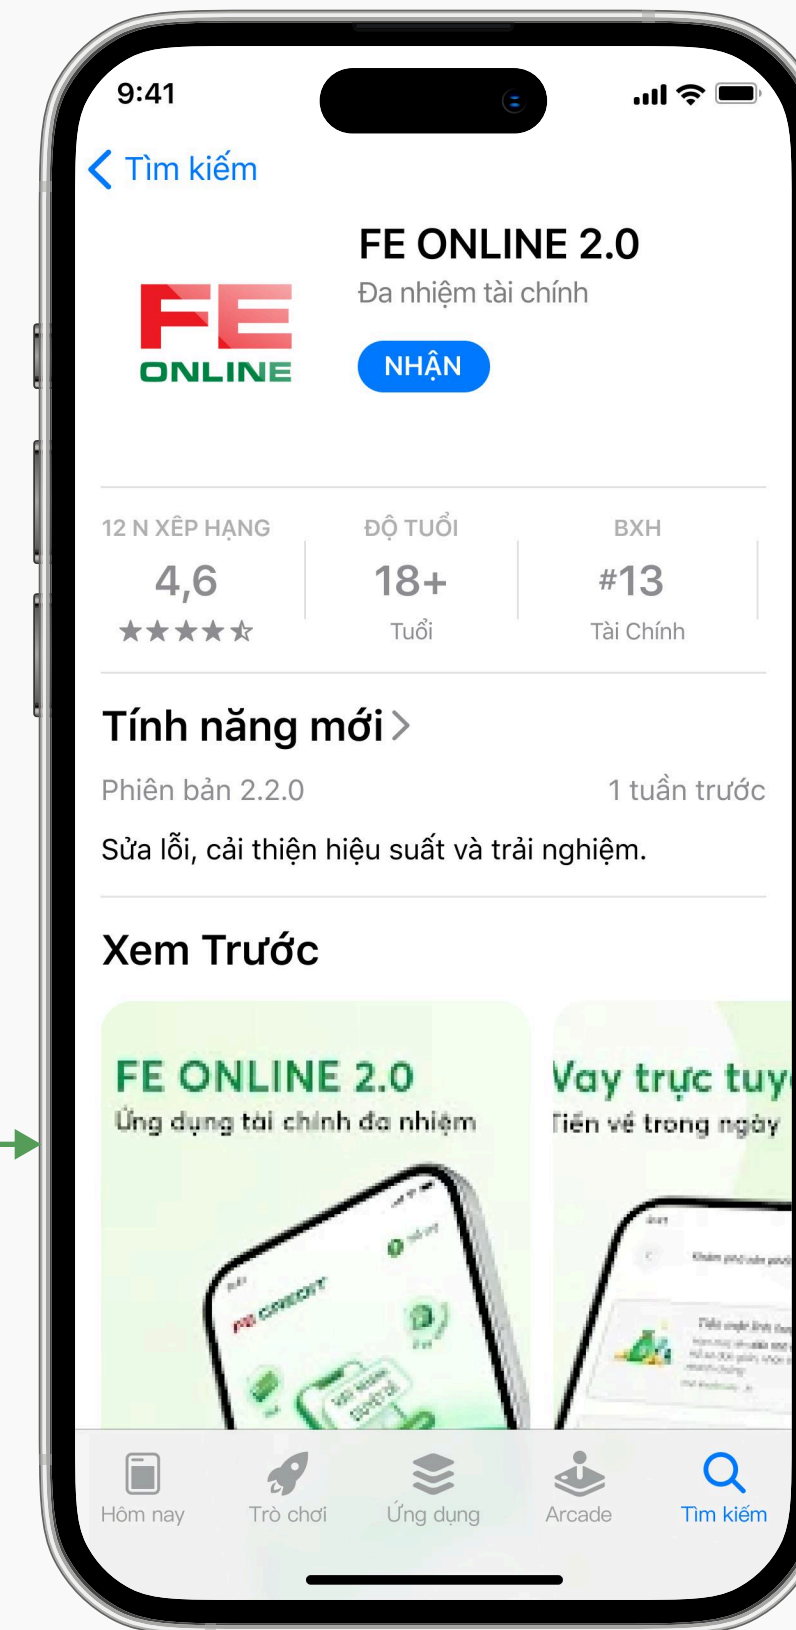 9:41
Tìm kiếm
FE ONLINE 2.0
Đa nhiệm tài chính
FE
ONLINE
NHẬN
12 N XẾP HẠNG
ĐỘ TUỔI
BXH
4,6
18+
#13
Tuổi
Tài Chính
Tính năng mới
Phiên bản 2.2.0
1 tuần trước
Sửa lỗi, cải thiện hiệu suất và trải nghiệm.
Xem Trước
FE ONLINE 2.0
Ứng dụng tài chính đa nhiệm
Vay trực tuy
Tiền về trong ngày
FE CREDIT
Hôm nay
Trò chơi
Ứng dụng
Arcade
Tìm kiếm